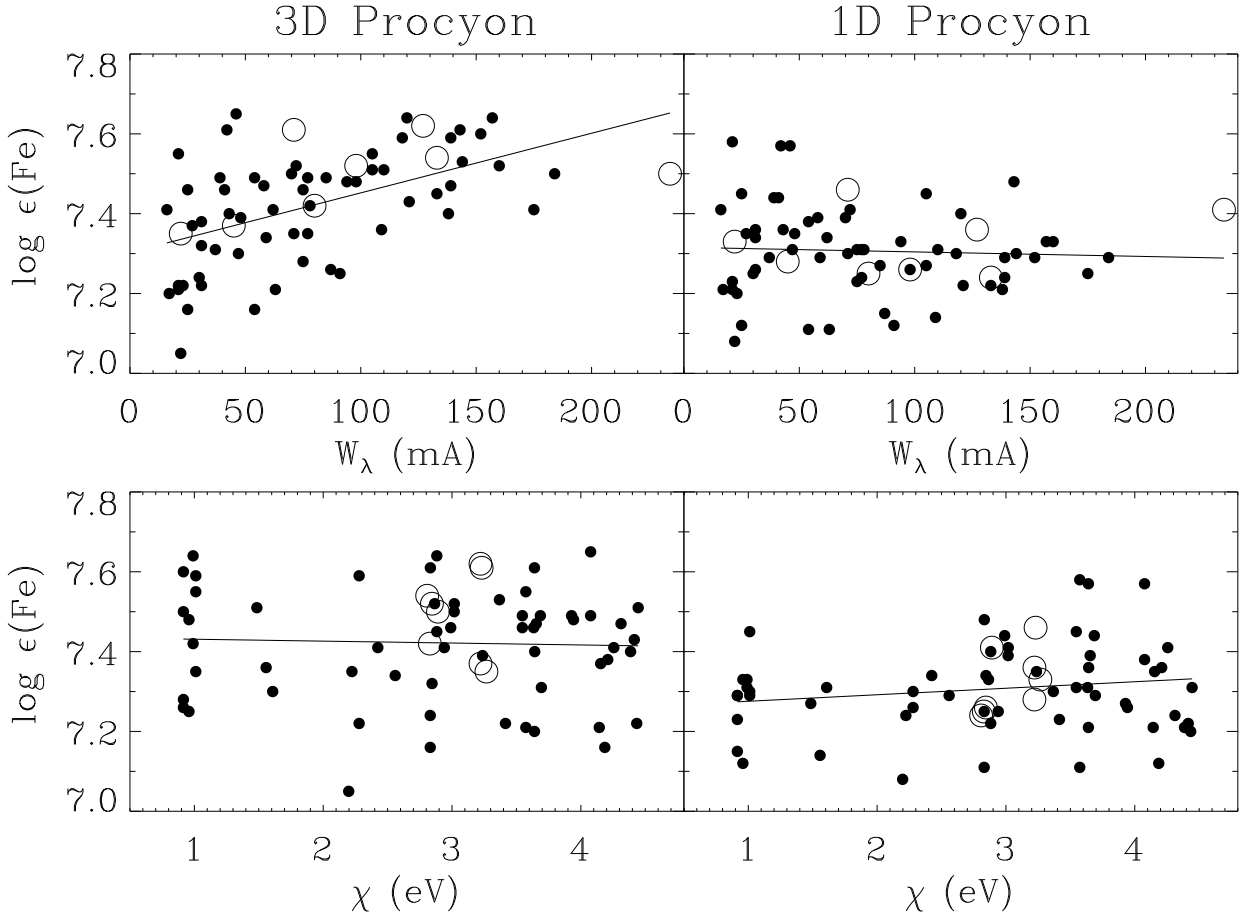 3D Procyon 1D Procyon
7.8
7.6
7.4
7.2
7.0
log ϵ(Fe)
0 50 100 150 200 0 50 100 150 200
W_λ (mA) W_λ (mA)
7.8
7.6
7.4
7.2
7.0
log ϵ(Fe)
1 2 3 4 1 2 3 4
χ (eV) χ (eV)